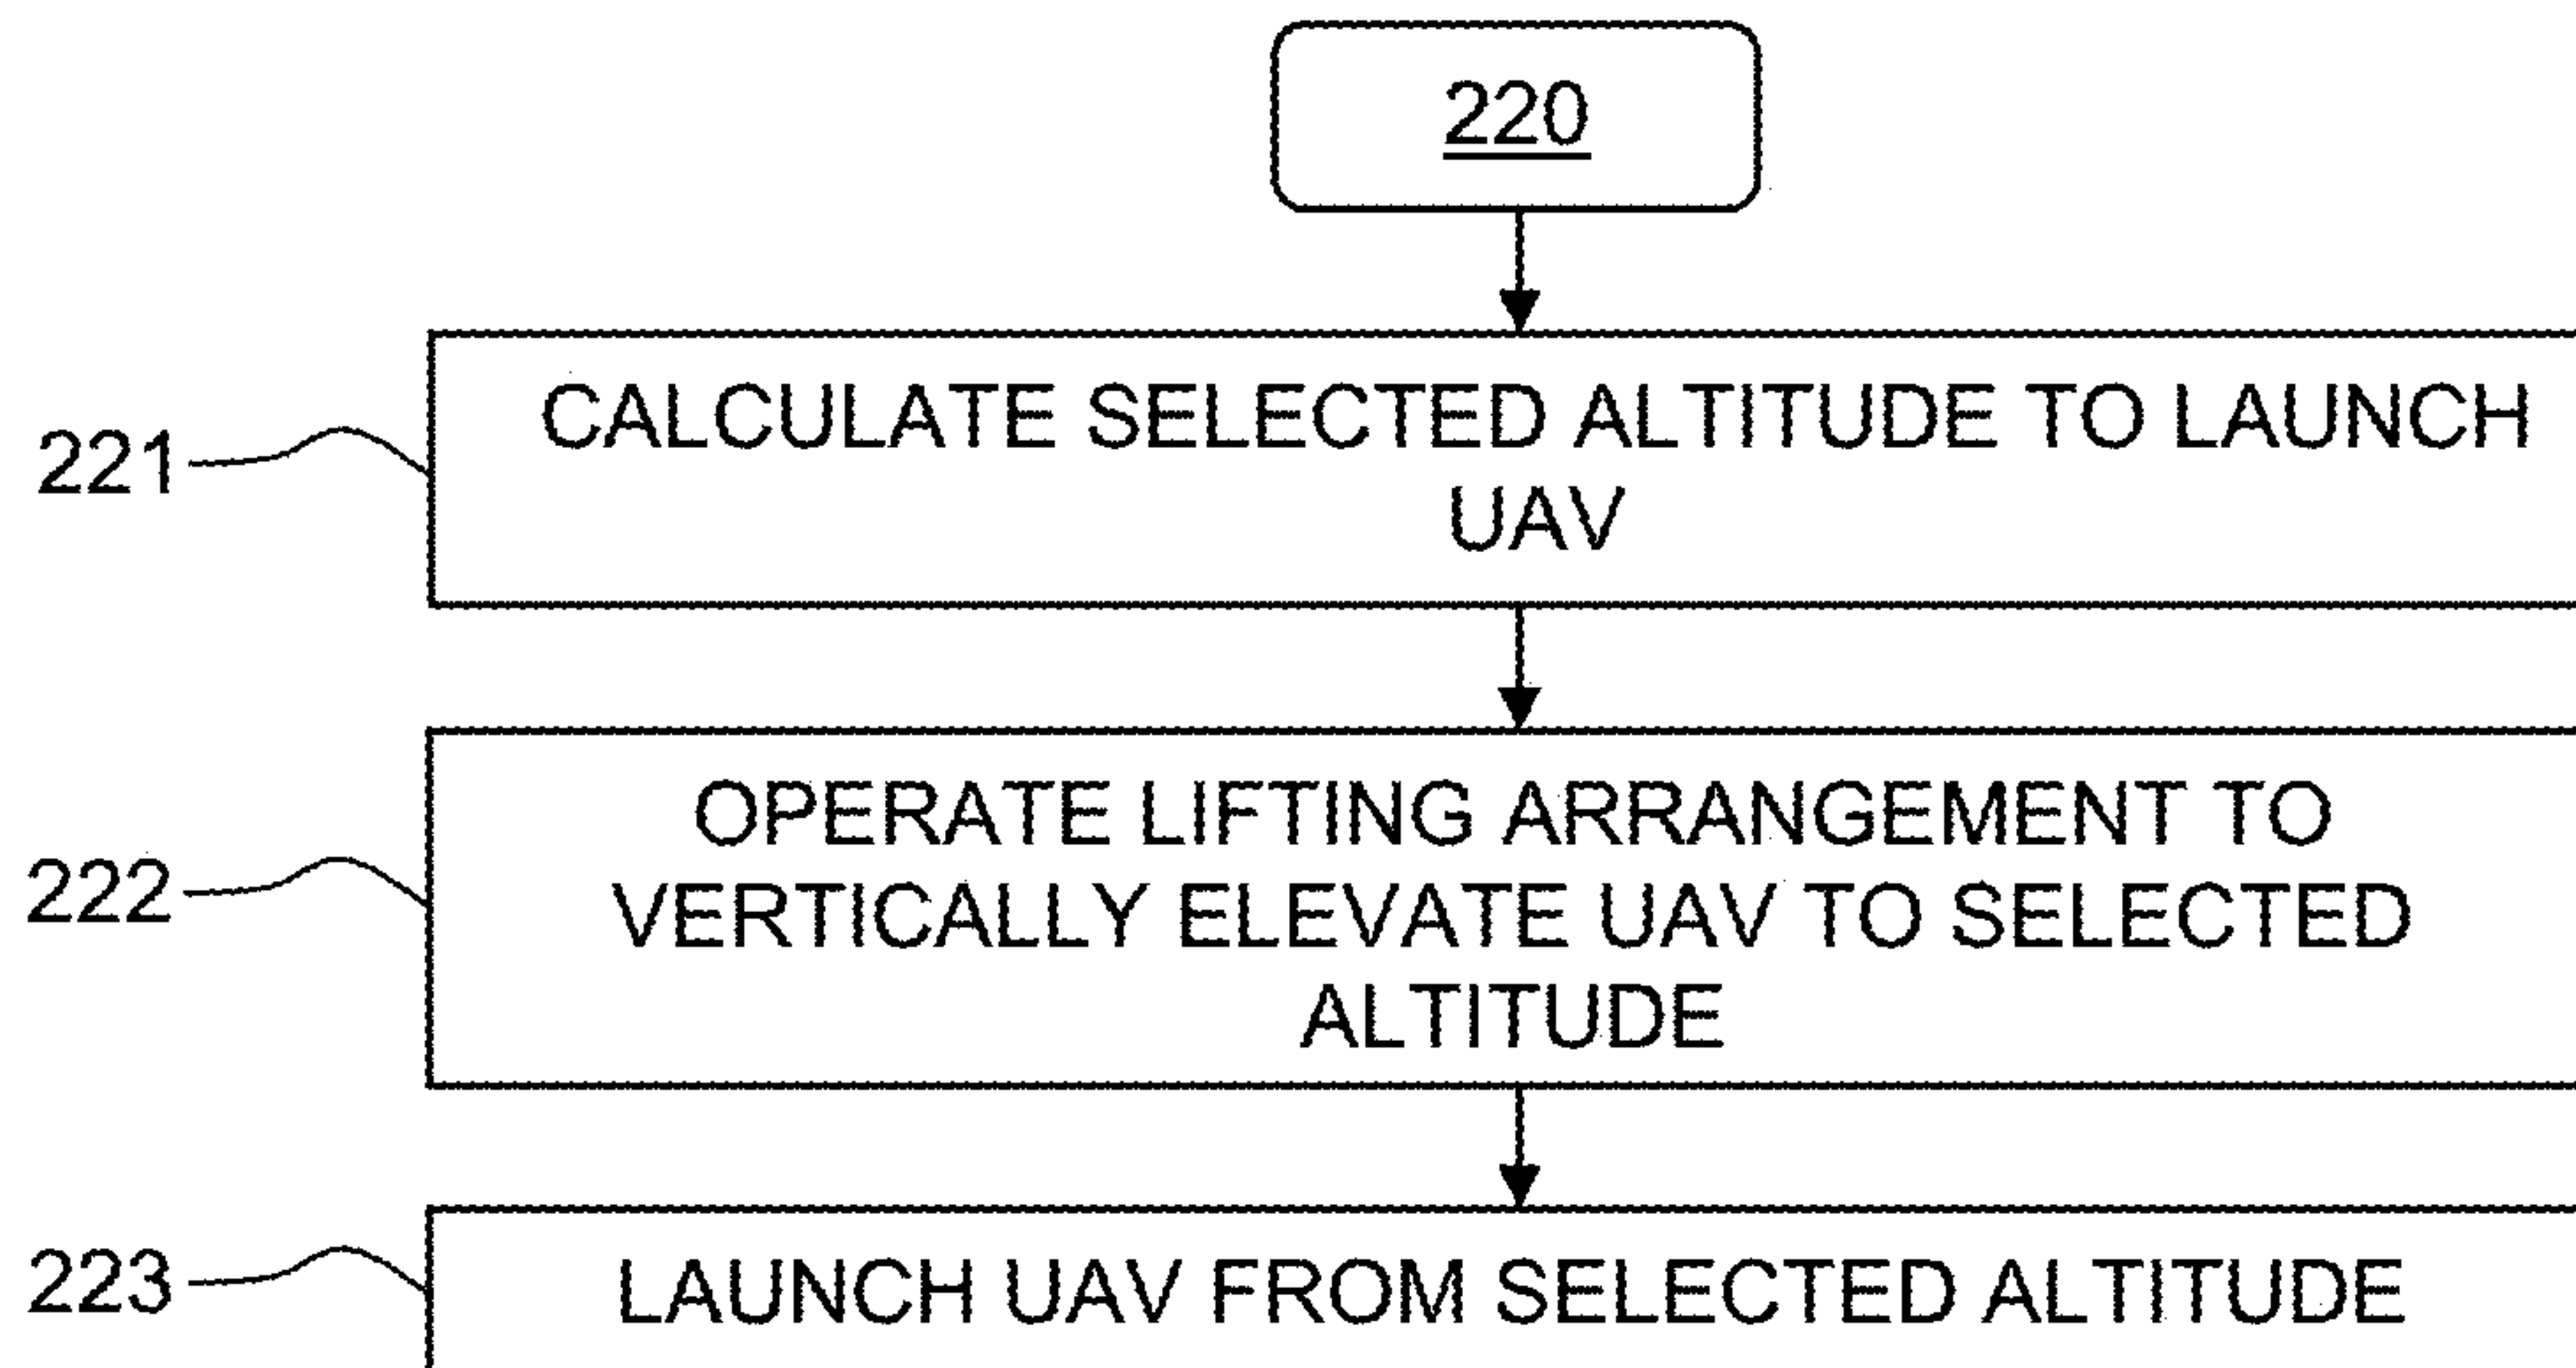 220
221
CALCULATE SELECTED ALTITUDE TO LAUNCH
UAV
222
OPERATE LIFTING ARRANGEMENT TO
VERTICALLY ELEVATE UAV TO SELECTED
ALTITUDE
223
LAUNCH UAV FROM SELECTED ALTITUDE